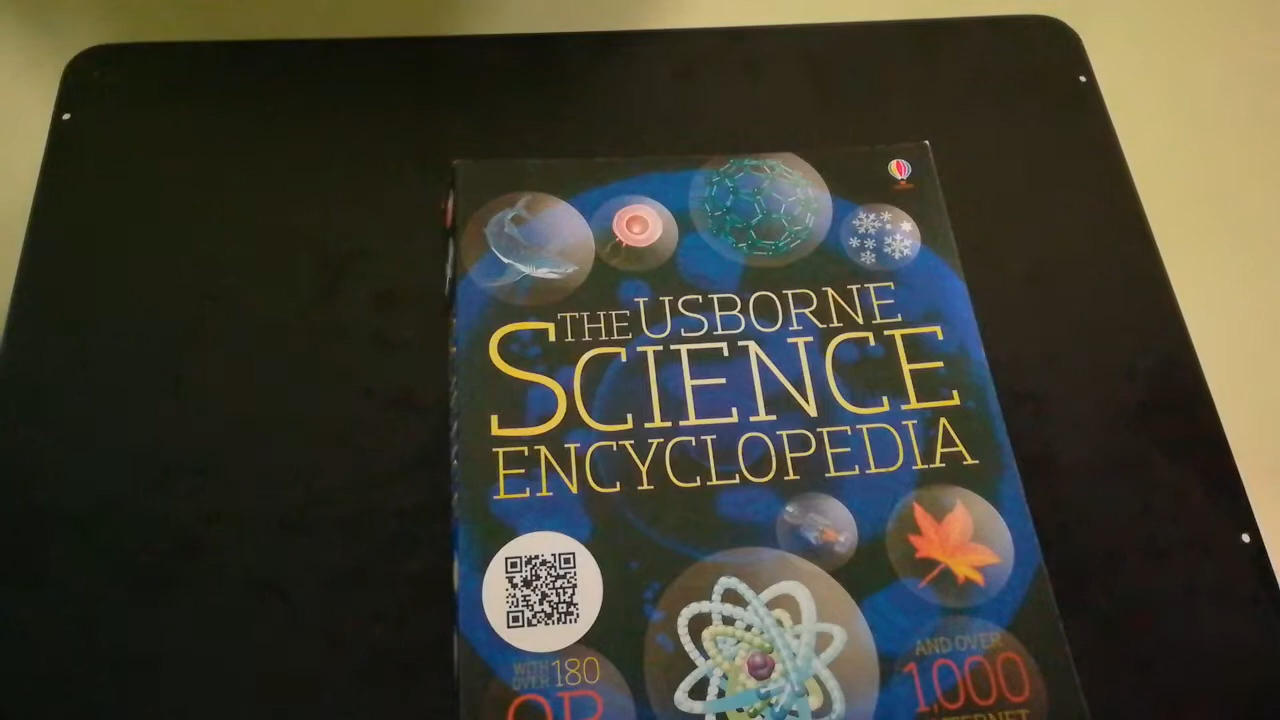 THE USBORNE
SCIENCE
ENCYCLOPEDIA
WITH
OVER 180
AND OVER
1,000